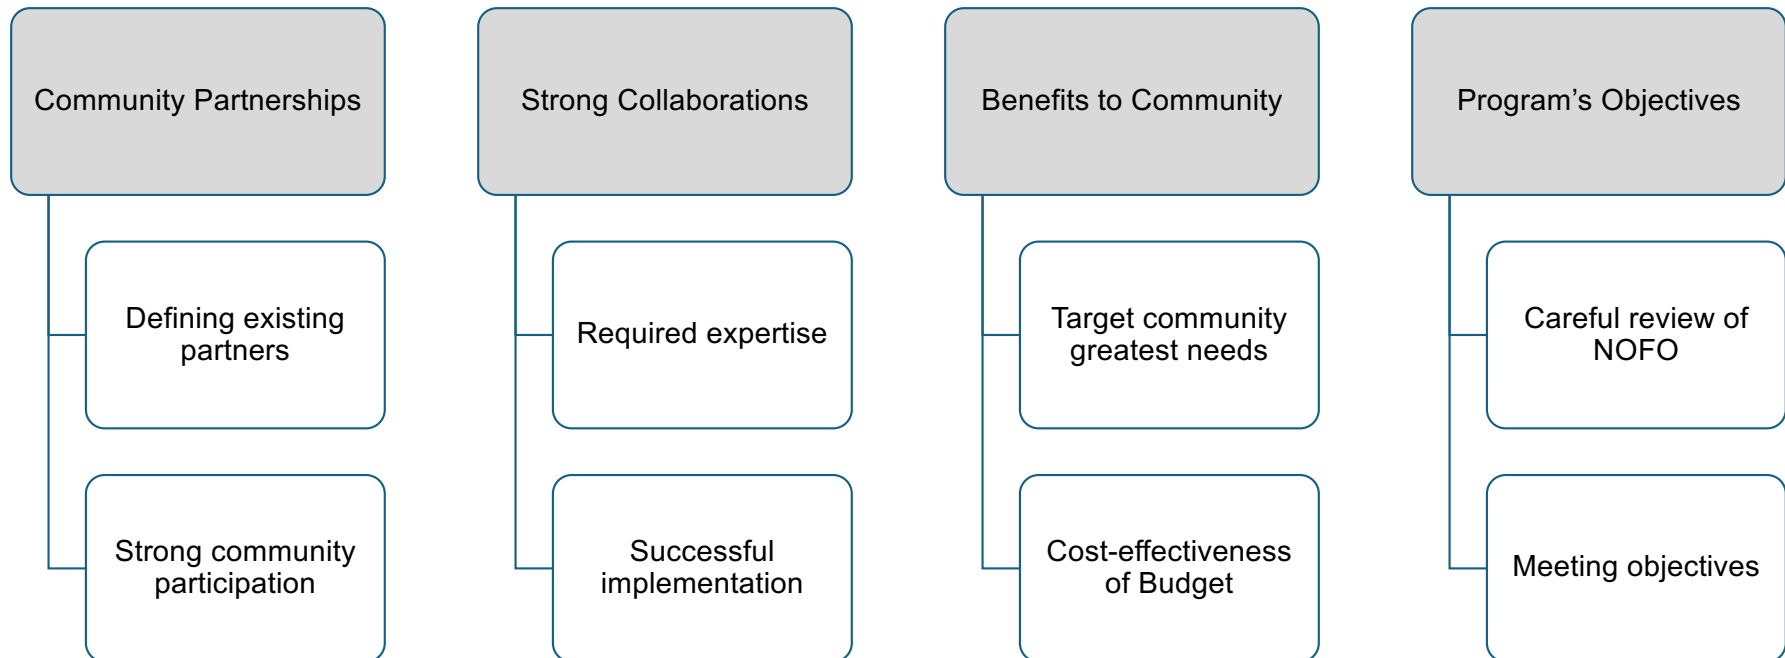 Community Partnerships
Defining existing
partners
Strong community
participation
Strong Collaborations
Required expertise
Successful
implementation
Benefits to Community
Target community
greatest needs
Cost-effectiveness
of Budget
Program’s Objectives
Careful review of
NOFO
Meeting objectives